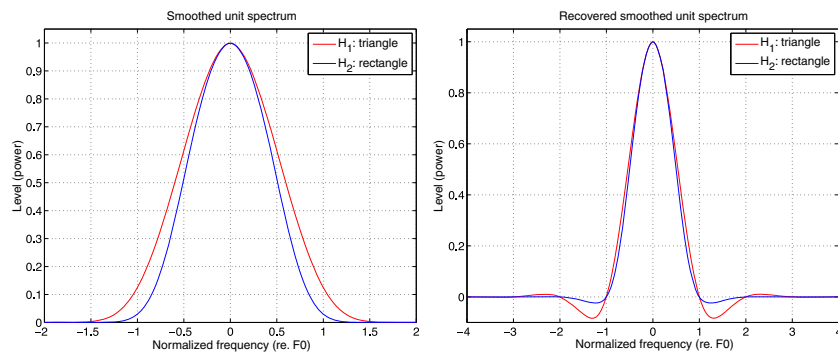 Smoothed unit spectrum
H1: triangle
H2: rectangle
1
0,9
0,8
0,7
0,6
0,5
0,4
0,3
0,2
0,1
0
Level (power)
−2 −1,5 −1 −0,5 0 0,5 1 1,5 2
Normalized frequency (re. F0)
Recovered smoothed unit spectrum
H1: triangle
H2: rectangle
1
0,8
0,6
0,4
0,2
0
Level (power)
−4 −3 −2 −1 0 1 2 3 4
Normalized frequency (re. F0)